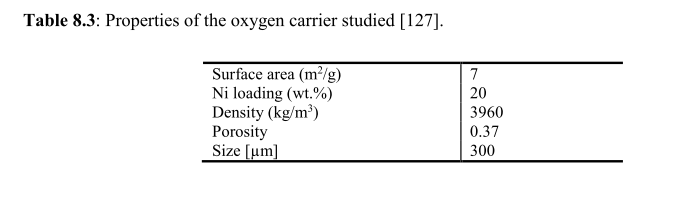 Table 8.3: Properties of the oxygen carrier studied [127].
Surface area (m²/g) 7
Ni loading (wt.%) 20
Density (kg/m³) 3960
Porosity 0.37
Size [µm] 300